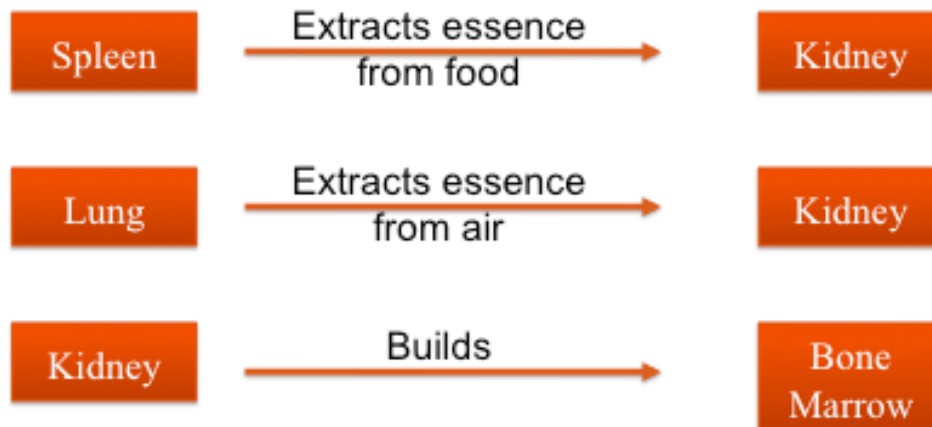 Spleen
Extracts essence
from food
Kidney
Lung
Extracts essence
from air
Kidney
Kidney
Builds
Bone
Marrow